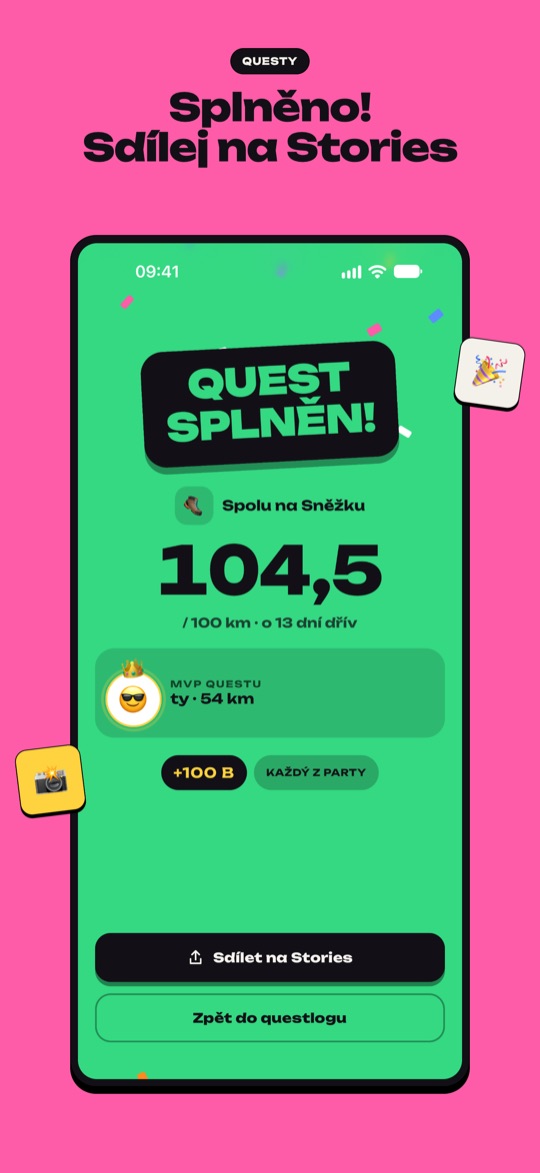 QUESTY
Splněno!
Sdílej na Stories
09:41
QUEST
SPLNĚN!
Spolu na Sněžku
104,5
/ 100 km · o 13 dní dřív
MVP QUESTU
ty · 54 km
+100 B
KAŽDÝ Z PARTY
Sdílet na Stories
Zpět do questlogu